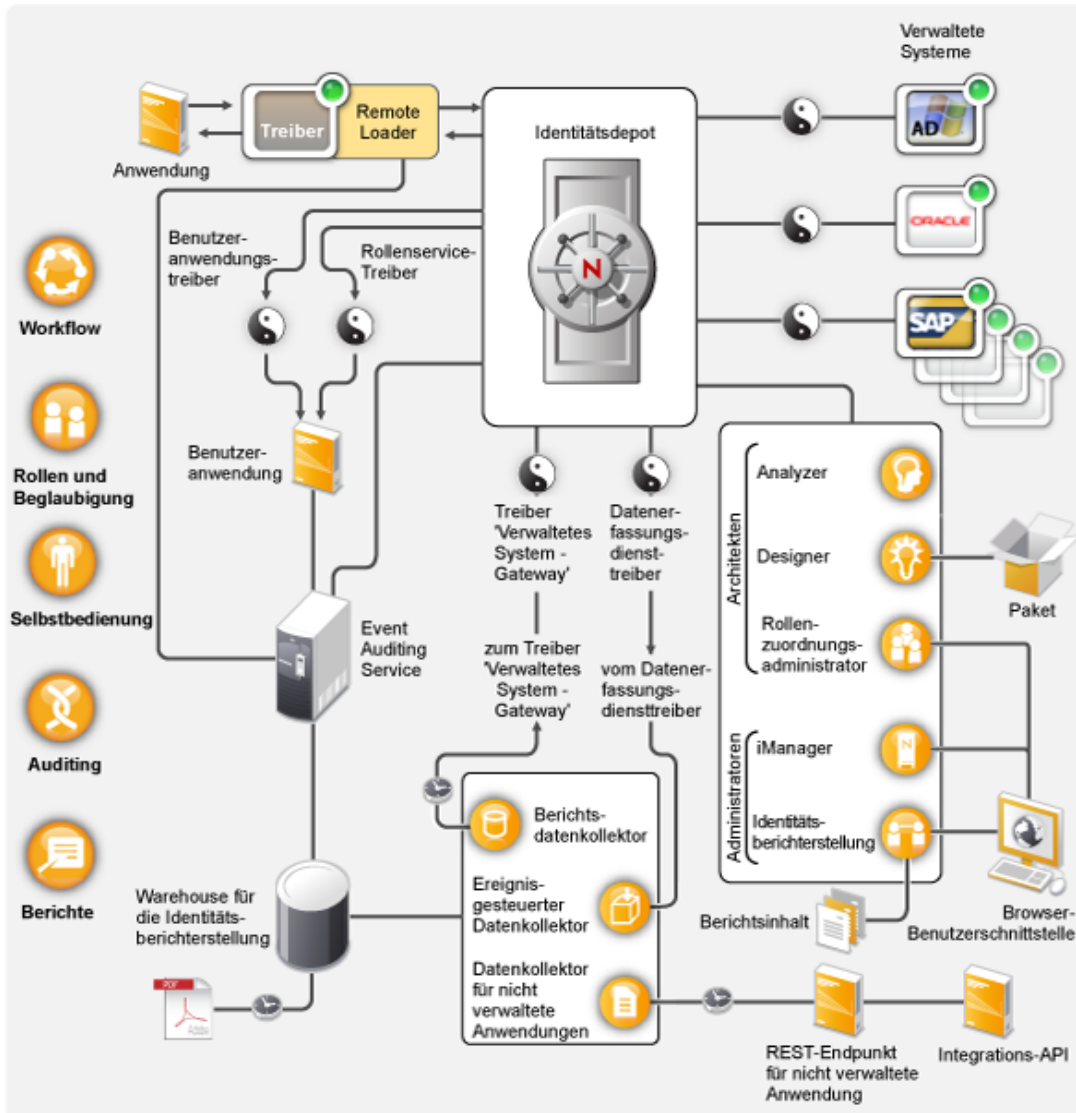 Verwaltete
Systeme
Treiber
Remote
Loader
Anwendung
Identitätsdepot
N
AD
ORACLE
SAP
Benutzer-
anwendungs-
treiber
Rollenservice-
Treiber
Workflow
Rollen und
Beglaubigung
Selbstbedienung
Auditing
Berichte
Benutzer-
anwendung
Treiber
'Verwaltetes
System -
Gateway'
Datener-
fassungs-
dienst-
treiber
Event
Auditing
Service
zum Treiber
'Verwaltetes
System -
Gateway'
vom Datener-
fassungs-
diensttreiber
Architekten
Analyzer
Designer
Rollen-
zuordnungs-
administrator
Paket
Administratoren
iManager
N
Identitäts-
berichterstellung
Berichtsinhalt
Browser-
Benutzerschnittstelle
Berichts-
datenkollektor
Ereignis-
gesteuerter
Datenkollektor
Datenkollektor
für nicht
verwaltete
Anwendungen
Warehouse für
die Identitäts-
berichterstellung
PDF
Adobe
REST-Endpunkt
für nicht verwaltete
Anwendung
Integrations-API